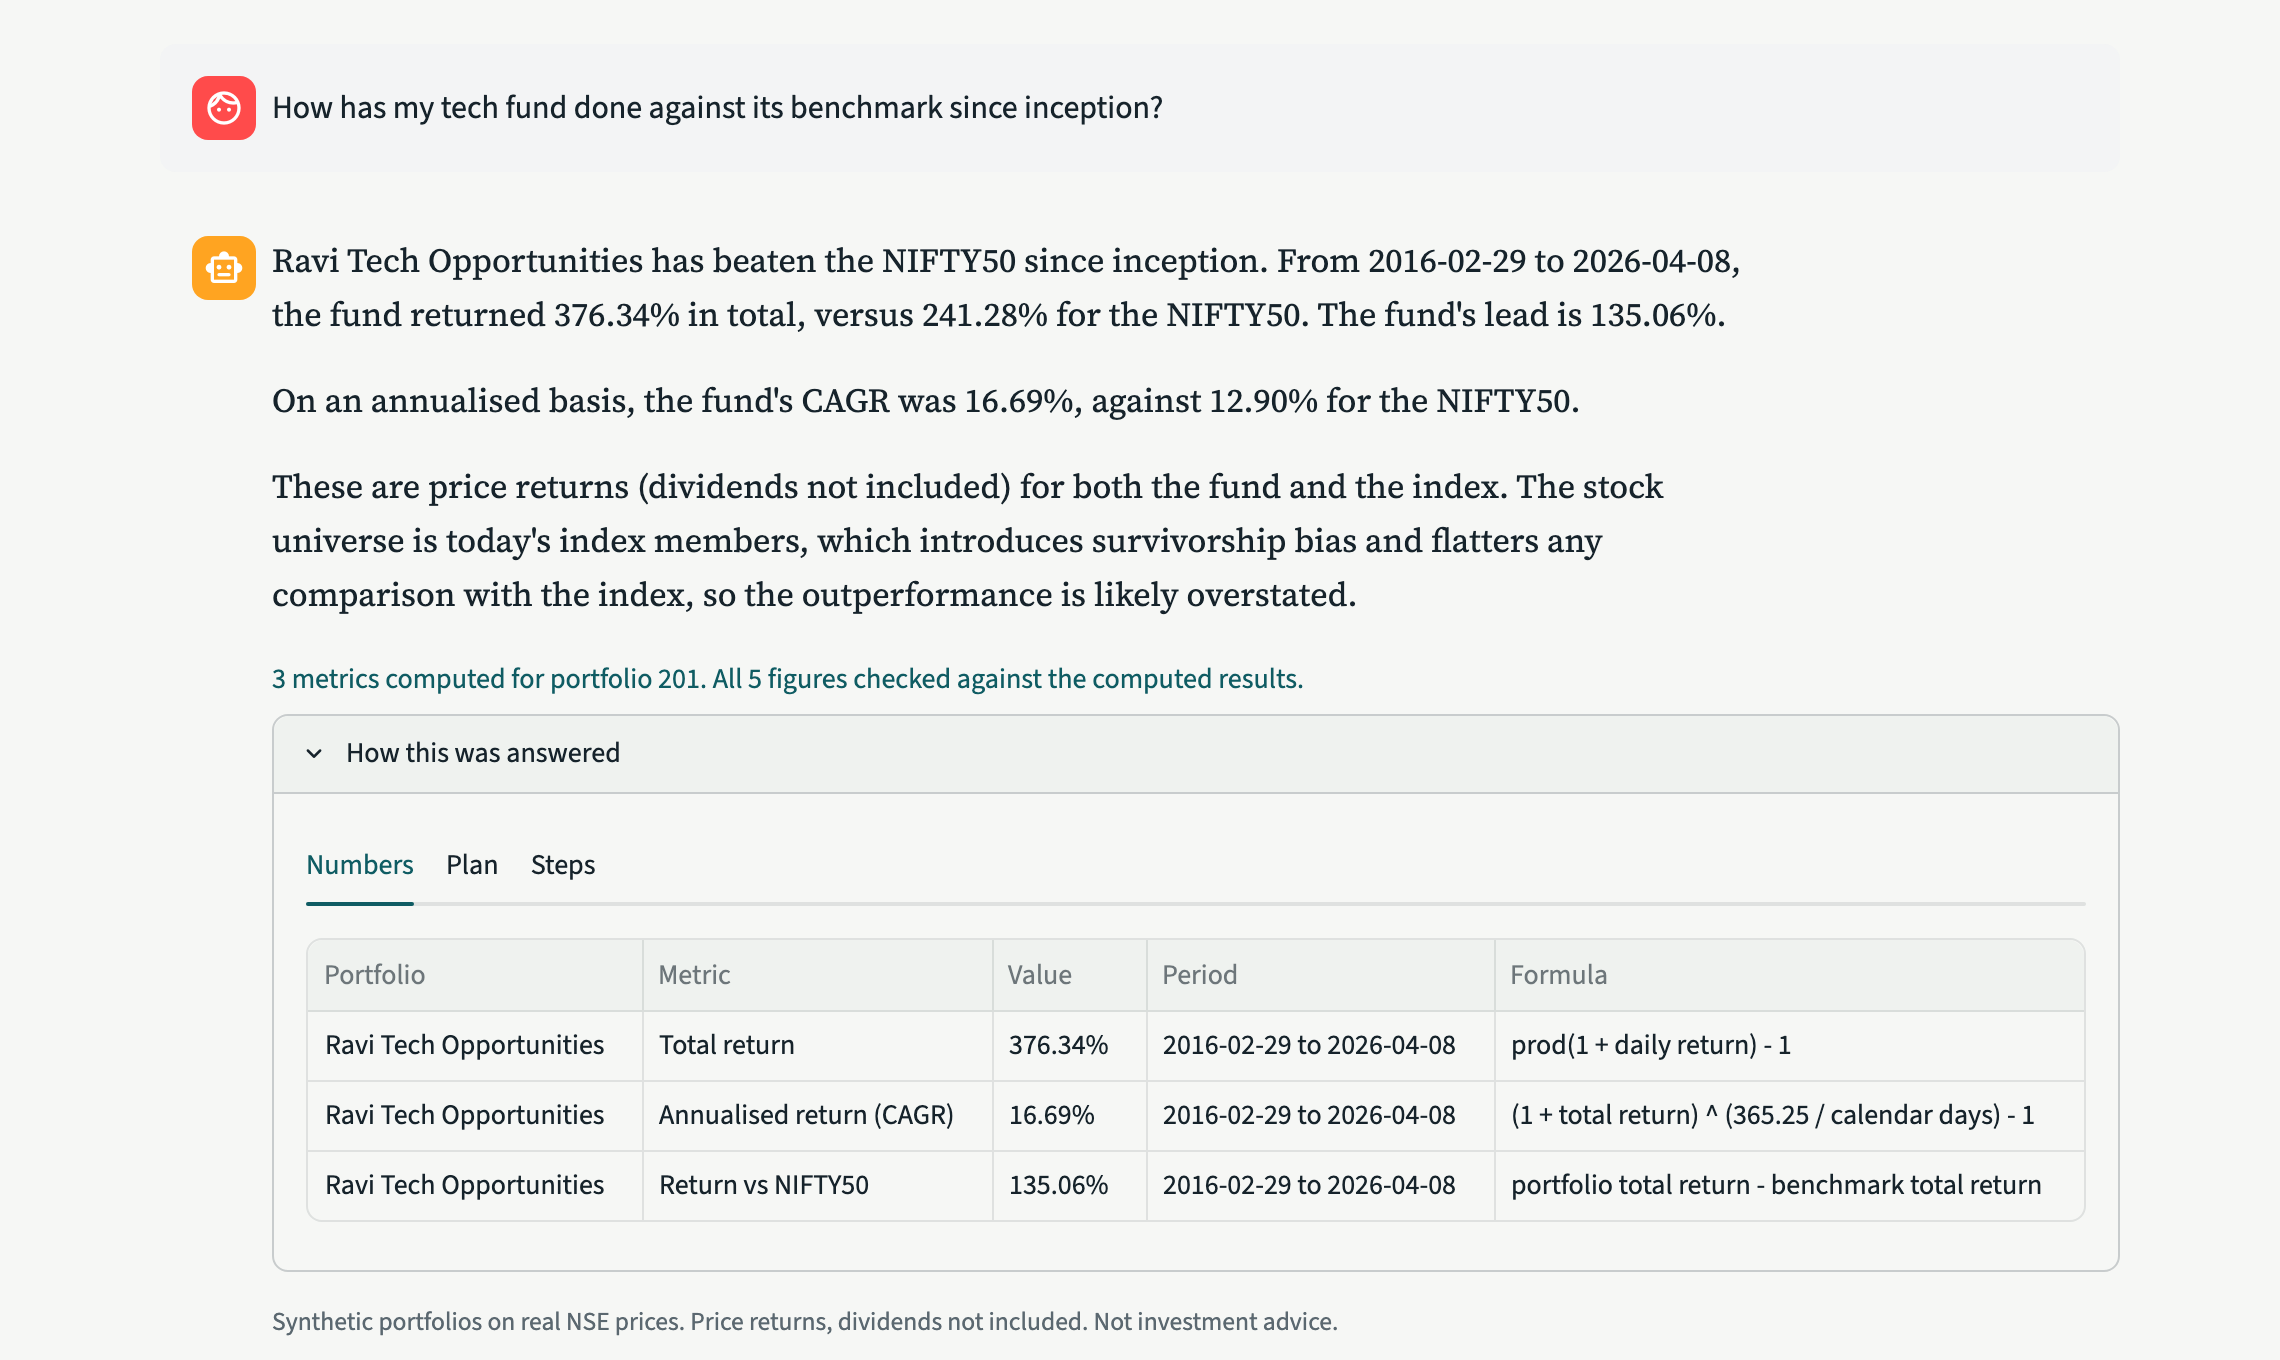 How has my tech fund done against its benchmark since inception?
Ravi Tech Opportunities has beaten the NIFTY50 since inception. From 2016-02-29 to 2026-04-08,
the fund returned 376.34% in total, versus 241.28% for the NIFTY50. The fund's lead is 135.06%.
On an annualised basis, the fund's CAGR was 16.69%, against 12.90% for the NIFTY50.
These are price returns (dividends not included) for both the fund and the index. The stock
universe is today's index members, which introduces survivorship bias and flatters any
comparison with the index, so the outperformance is likely overstated.
3 metrics computed for portfolio 201. All 5 figures checked against the computed results.
How this was answered
Numbers Plan Steps
Portfolio Metric Value Period Formula
Ravi Tech Opportunities Total return 376.34% 2016-02-29 to 2026-04-08 prod(1 + daily return) - 1
Ravi Tech Opportunities Annualised return (CAGR) 16.69% 2016-02-29 to 2026-04-08 (1 + total return) ^ (365.25 / calendar days) - 1
Ravi Tech Opportunities Return vs NIFTY50 135.06% 2016-02-29 to 2026-04-08 portfolio total return - benchmark total return
Synthetic portfolios on real NSE prices. Price returns, dividends not included. Not investment advice.